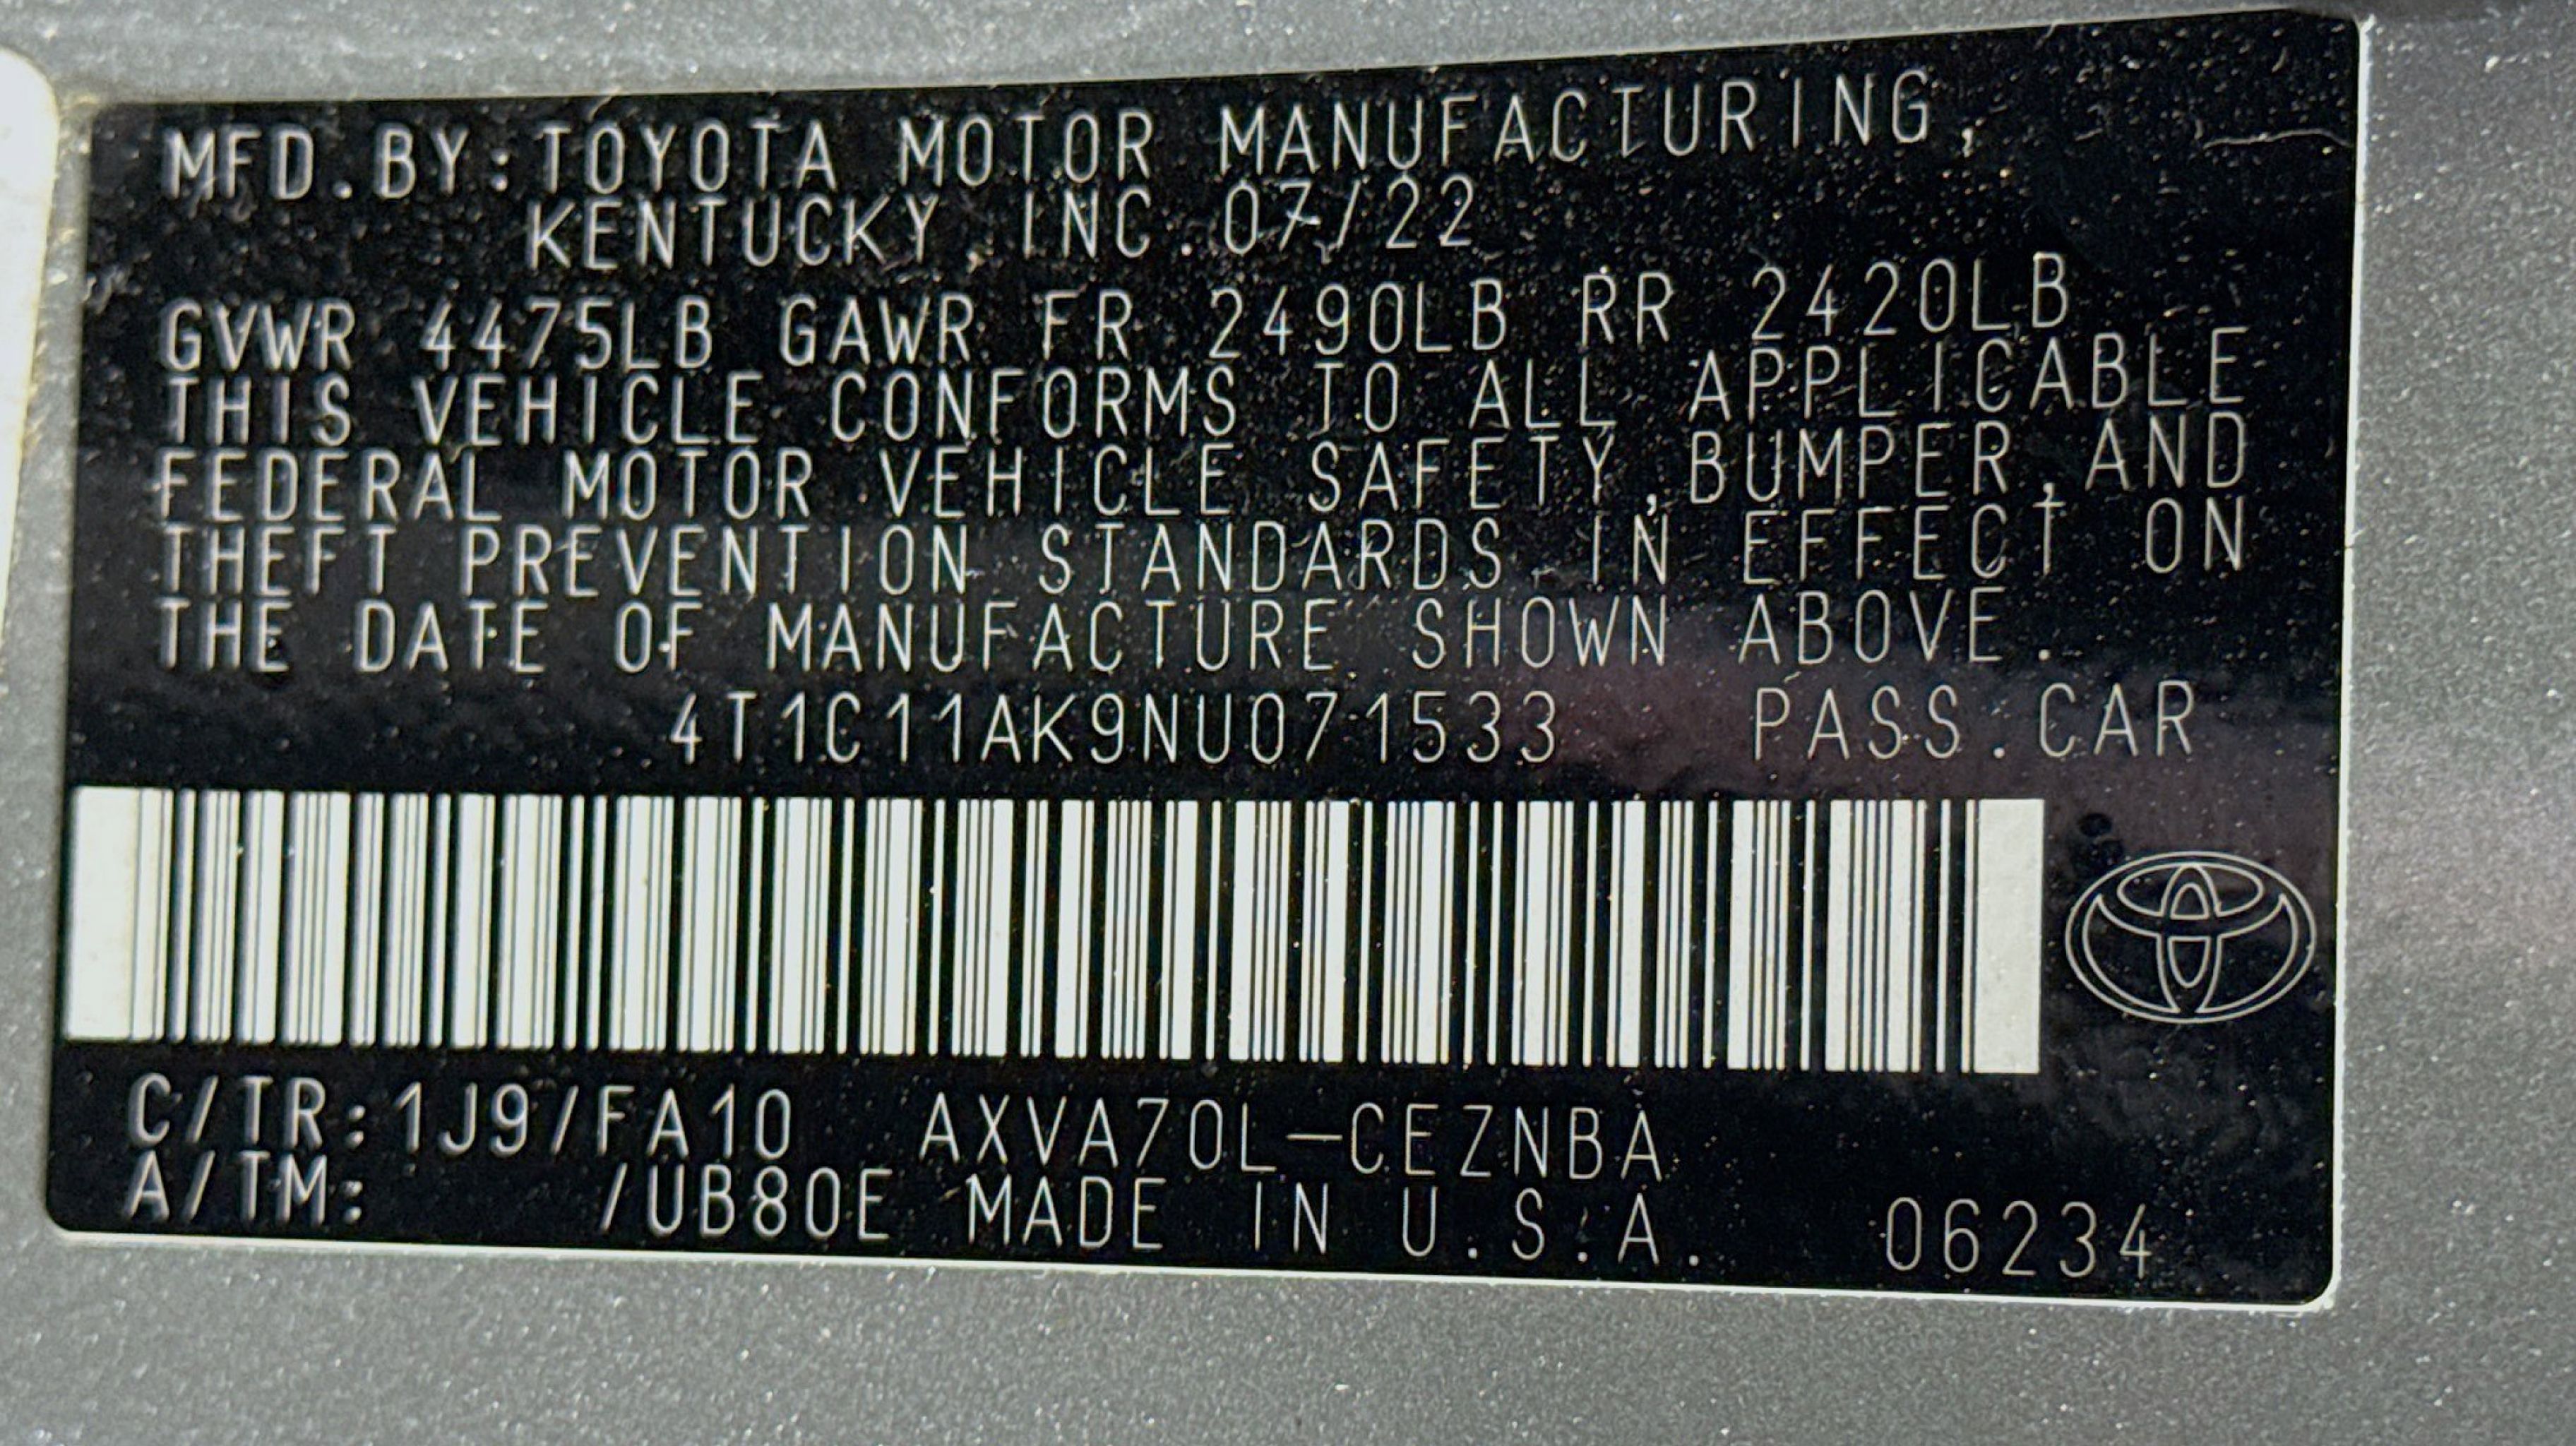 MFD.BY:TOYOTA MOTOR MANUFACTURING,
KENTUCKY, INC. 07/22
GVWR 4475LB GAWR FR 2490LB RR 2420LB
THIS VEHICLE CONFORMS TO ALL APPLICABLE
FEDERAL MOTOR VEHICLE SAFETY,BUMPER,AND
THEFT PREVENTION STANDARDS IN EFFECT ON
THE DATE OF MANUFACTURE SHOWN ABOVE.
4T1C11AK9NU071533 PASS.CAR
C/TR:1J9/FA10 AXVA70L-CEZNBA
A/TM: /UB80E MADE IN U.S.A. 06234